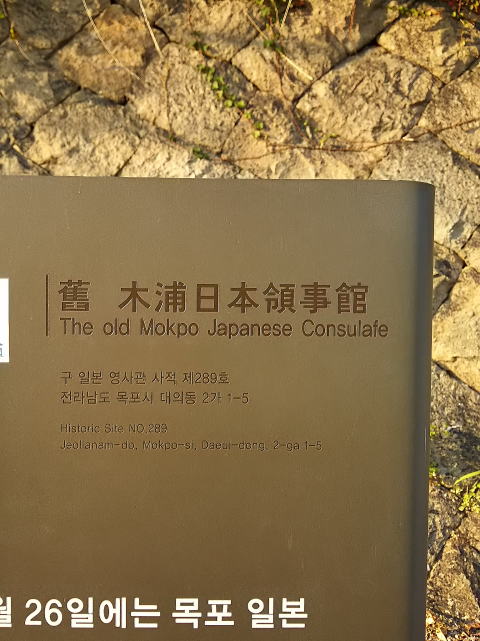 舊 木浦日本領事館
The old Mokpo Japanese Consulafe
구 일본 영사관 사적 제289호
전라남도 목포시 대의동 2가 1-5
Historic Site NO.289
Jeollanam-do, Mokpo-si, Daeui-dong, 2-ga 1-5
월 26일에는 목포 일본